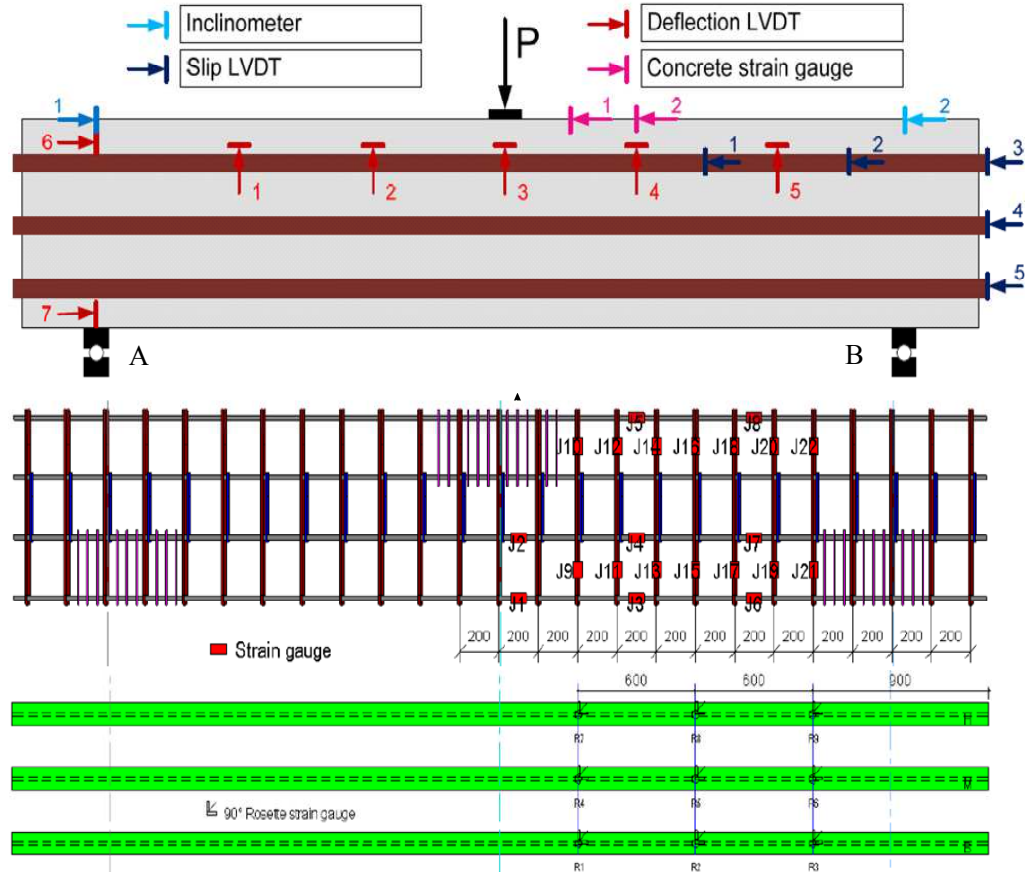 Inclinometer
Deflection LVDT
P
Slip LVDT
Concrete strain gauge
1
1
2
2
6
1
2
3
1
2
3
4
5
4
5
7
A
B
J5
J8
J10
J12
J14
J16
J18
J20
J22
J2
J4
J7
J9
J11
J13
J15
J17
J19
J21
J1
J3
J6
200 200 200 200 200 200 200 200 200 200 200 200 200
Strain gauge
600 600 900
R7 R8 R9
M
R4 R5 R6
90° Rosette strain gauge
R1 R2 R3